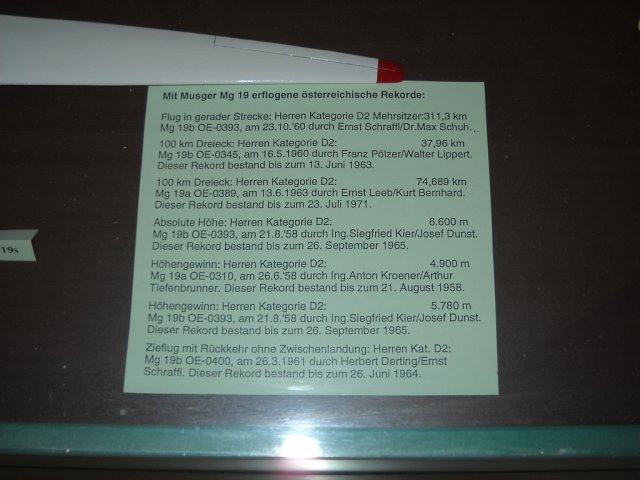 Mit Musger Mg 19 erflogene österreichische Rekorde:
Flug in gerader Strecke: Herren Kategorie D2 Mehrsitzer:311,3 km
Mg 19b OE-0393, am 23.10.'60 durch Ernst Schraffl/Dr.Max Schuh.
100 km Dreieck: Herren Kategorie D2: 37,96 km
Mg 19b OE-0345, am 16.5.1960 durch Franz Pölzer/Walter Lippert.
Dieser Rekord bestand bis zum 13. Juni 1963.
100 km Dreieck: Herren Kategorie D2: 74,689 km
Mg 19a OE-0389, am 13.6.1963 durch Ernst Leeb/Kurt Bernhard.
Dieser Rekord bestand bis zum 23. Juli 1971.
Absolute Höhe: Herren Kategorie D2: 6.600 m
Mg 19b OE-0393, am 21.8.'58 durch Ing.Siegfried Kier/Josef Dunst.
Dieser Rekord bestand bis zum 26. September 1965.
Höhengewinn: Herren Kategorie D2: 4.900 m
Mg 19a OE-0310, am 26.6.'58 durch Ing.Anton Kroener/Arthur
Tiefenbrunner. Dieser Rekord bestand bis zum 21. August 1958.
Höhengewinn: Herren Kategorie D2: 5.780 m
Mg 19b OE-0393, am 21.8.'58 durch Ing.Siegfried Kier/Josef Dunst.
Dieser Rekord bestand bis zum 26. September 1965.
Zielflug mit Rückkehr ohne Zwischenlandung: Herren Kat. D2:
Mg 19b OE-0400, am 26.3.1961 durch Herbert Derting/Ernst
Schraffl. Dieser Rekord bestand bis zum 26. Juni 1964.
19s